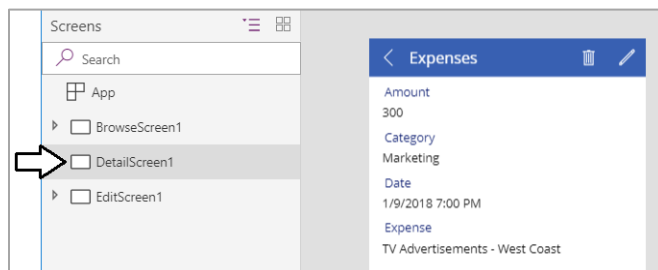 Screens
Search
App
BrowseScreen1
DetailScreen1
EditScreen1
Expenses
Amount
300
Category
Marketing
Date
1/9/2018 7:00 PM
Expense
TV Advertisements - West Coast